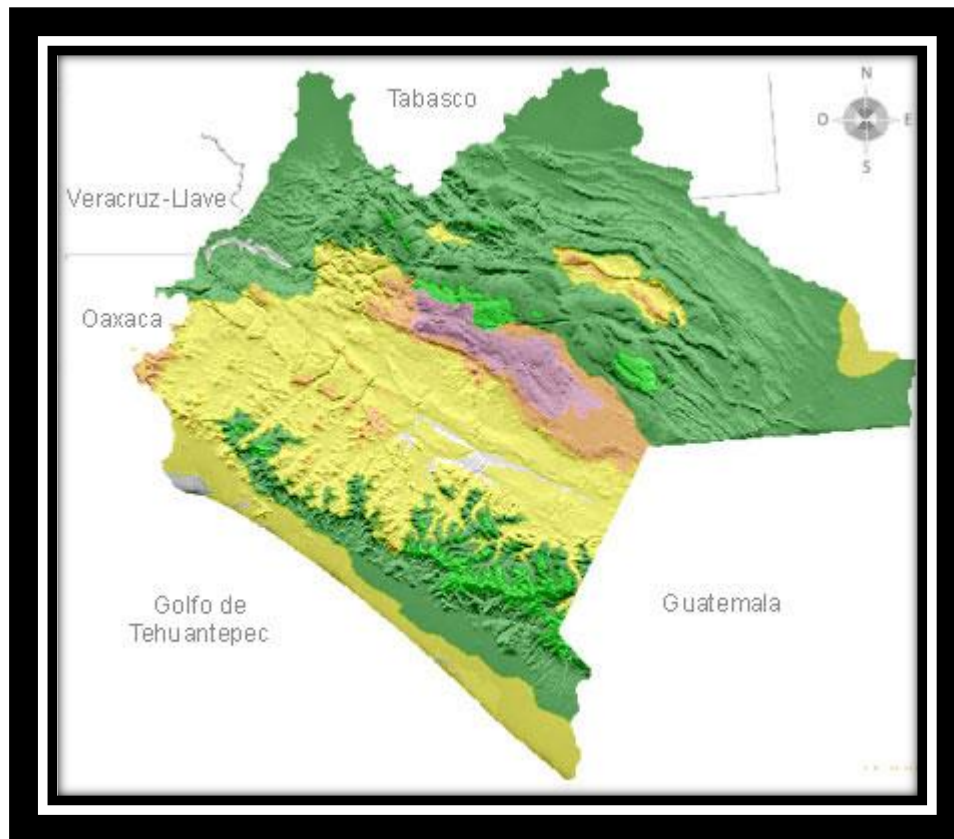 Tabasco
N
O
E
S
Veracruz-Llave
Oaxaca
Golfo de
Tehuantepec
Guatemala